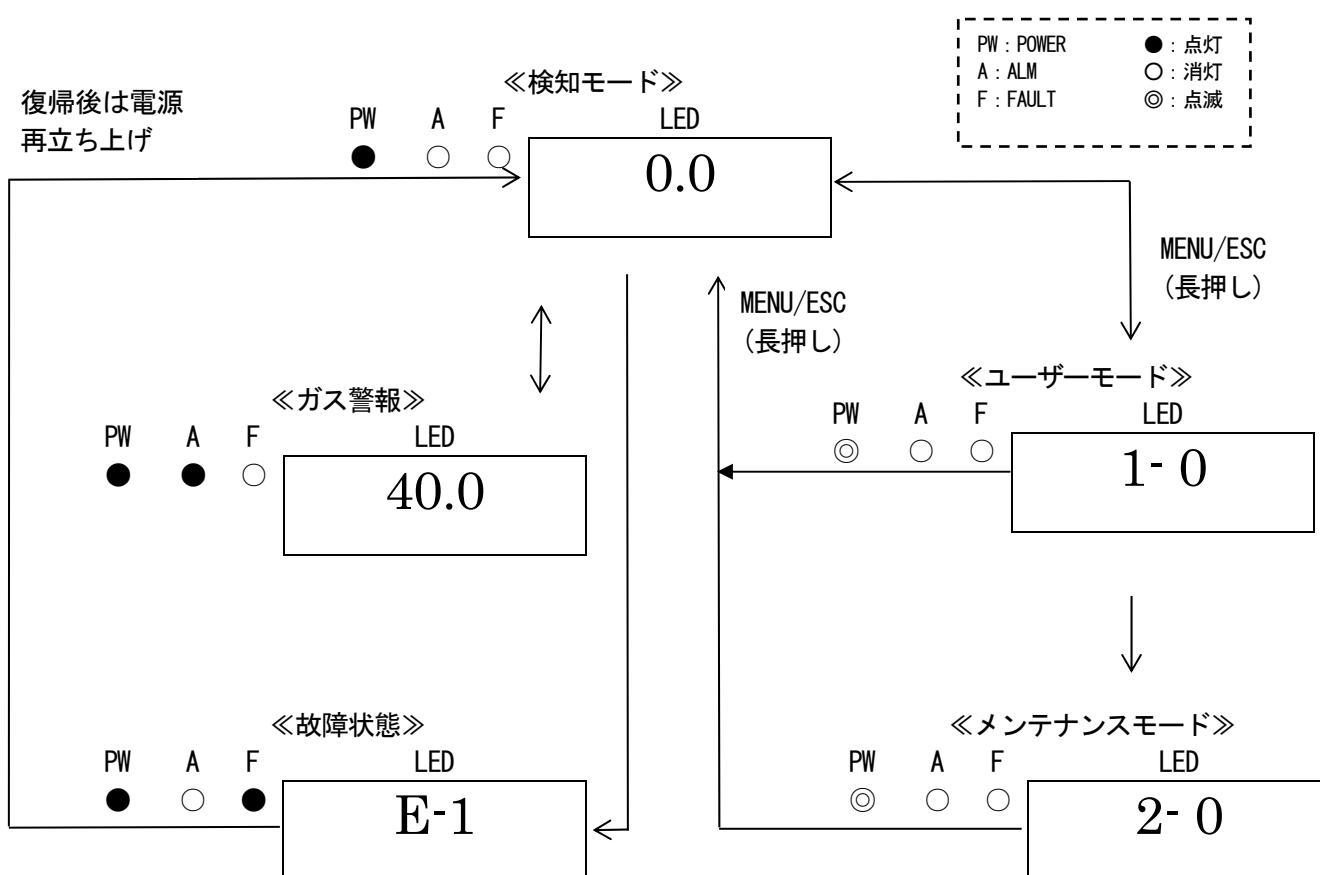 PW：POWER ●：点灯
A：ALM ○：消灯
F：FAULT ◎：点滅
復帰後は電源
再立ち上げ
≪検知モード≫
PW A F LED
● ○ ○
0.0
MENU/ESC
（長押し）
MENU/ESC
（長押し）
≪ガス警報≫
PW A F LED
● ● ○
40.0
≪ユーザーモード≫
PW A F LED
◎ ○ ○
1- 0
≪故障状態≫
PW A F LED
● ○ ●
E-1
≪メンテナンスモード≫
PW A F LED
◎ ○ ○
2- 0